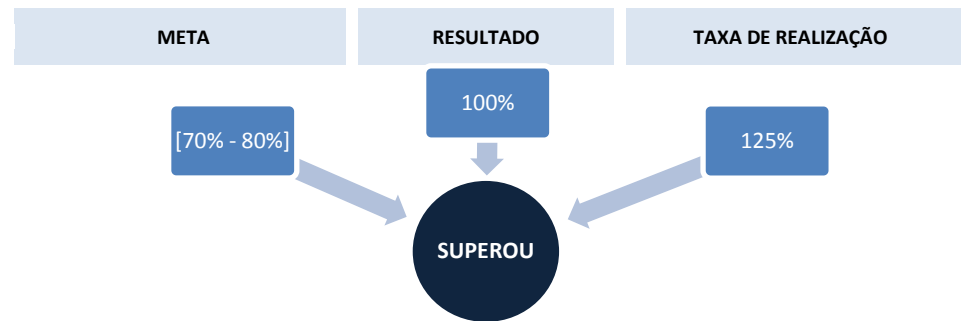 META
RESULTADO
TAXA DE REALIZAÇÃO
[70% - 80%]
100%
125%
SUPEROU